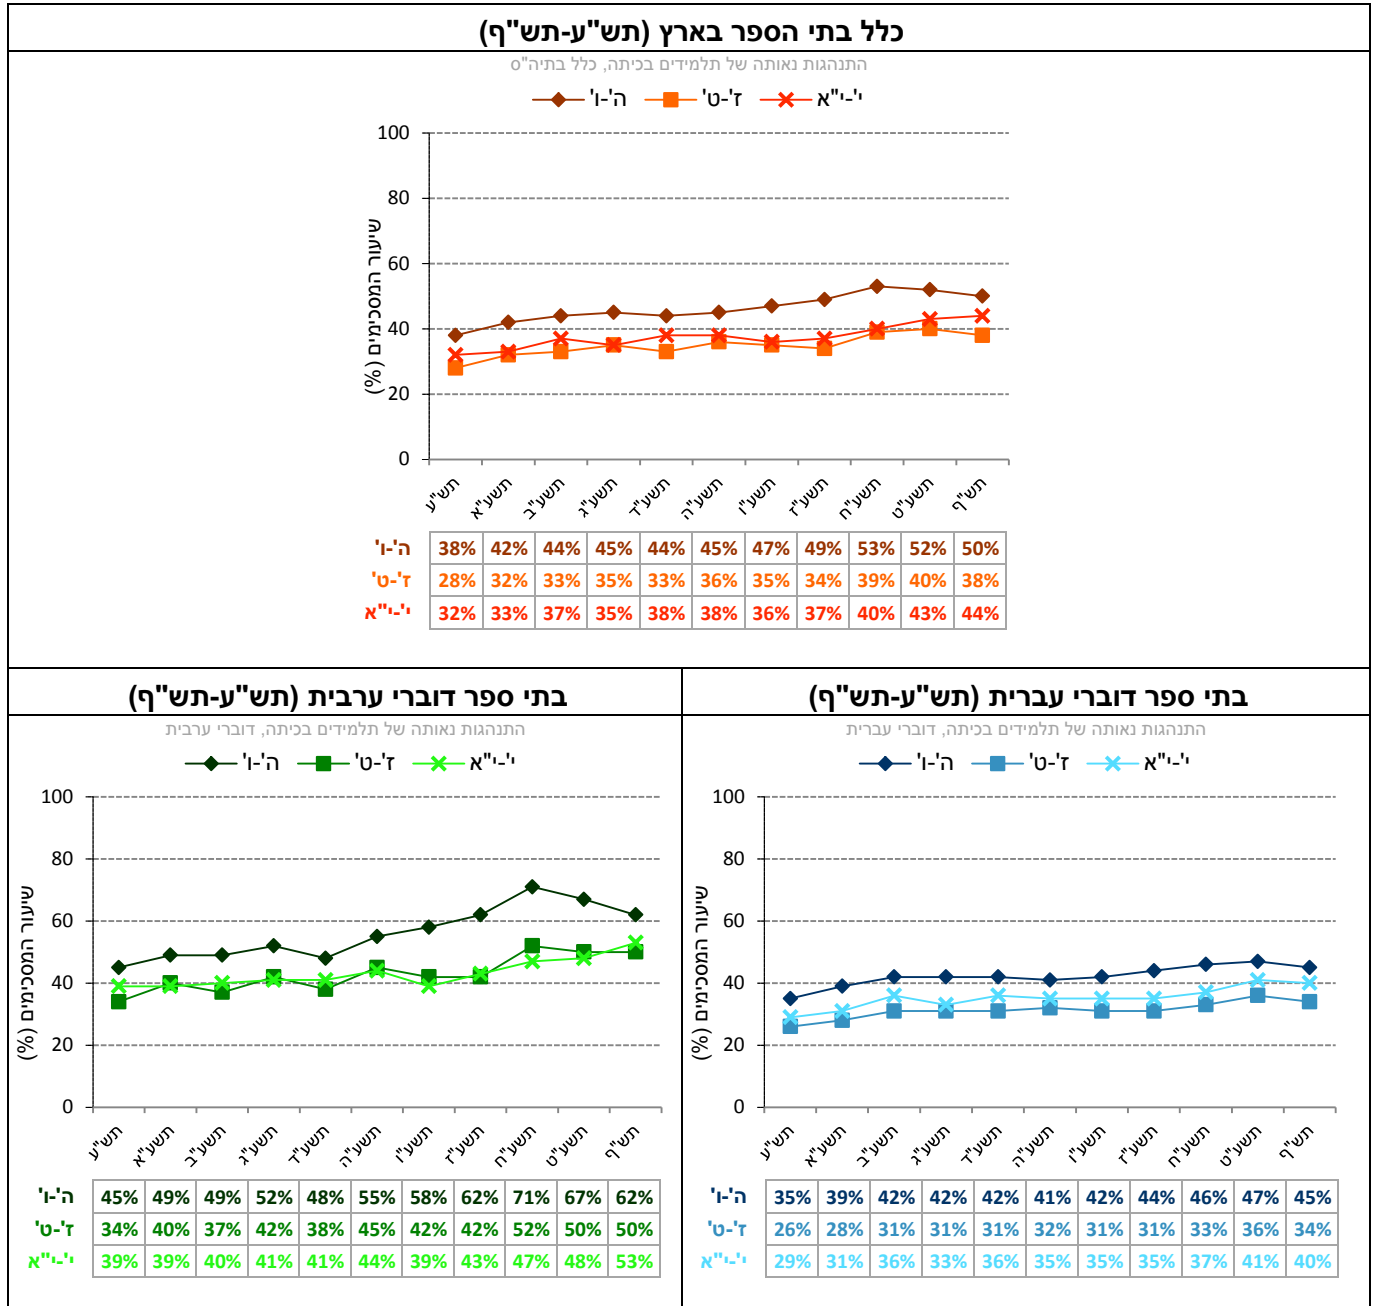 כלל בתי הספר בארץ (תש"ע-תש"ף)
התנהגות נאותה של תלמידים בכיתה, כלל בתיה"ס
ה'-ו' ז'-ט' י'-י"א
שיעור המסכימים (%)
100
80
60
40
20
0
תש"ע תשע"א תשע"ב תשע"ג תשע"ד תשע"ה תשע"ו תשע"ז תשע"ח תשע"ט תש"ף
ה'-ו' 38% 42% 44% 45% 44% 45% 47% 49% 53% 52% 50%
ז'-ט' 28% 32% 33% 35% 33% 36% 35% 34% 39% 40% 38%
י'-י"א 32% 33% 37% 35% 38% 38% 36% 37% 40% 43% 44%
בתי ספר דוברי עברית (תש"ע-תש"ף)
התנהגות נאותה של תלמידים בכיתה, דוברי עברית
ה'-ו' ז'-ט' י'-י"א
שיעור המסכימים (%)
100
80
60
40
20
0
תש"ע תשע"א תשע"ב תשע"ג תשע"ד תשע"ה תשע"ו תשע"ז תשע"ח תשע"ט תש"ף
ה'-ו' 35% 39% 42% 42% 42% 41% 42% 44% 46% 47% 45%
ז'-ט' 26% 28% 31% 31% 31% 32% 31% 31% 33% 36% 34%
י'-י"א 29% 31% 36% 33% 36% 35% 35% 35% 37% 41% 40%
בתי ספר דוברי ערבית (תש"ע-תש"ף)
התנהגות נאותה של תלמידים בכיתה, דוברי ערבית
ה'-ו' ז'-ט' י'-י"א
שיעור המסכימים (%)
100
80
60
40
20
0
תש"ע תשע"א תשע"ב תשע"ג תשע"ד תשע"ה תשע"ו תשע"ז תשע"ח תשע"ט תש"ף
ה'-ו' 45% 49% 49% 52% 48% 55% 58% 62% 71% 67% 62%
ז'-ט' 34% 40% 37% 42% 38% 45% 42% 42% 52% 50% 50%
י'-י"א 39% 39% 40% 41% 41% 44% 39% 43% 47% 48% 53%